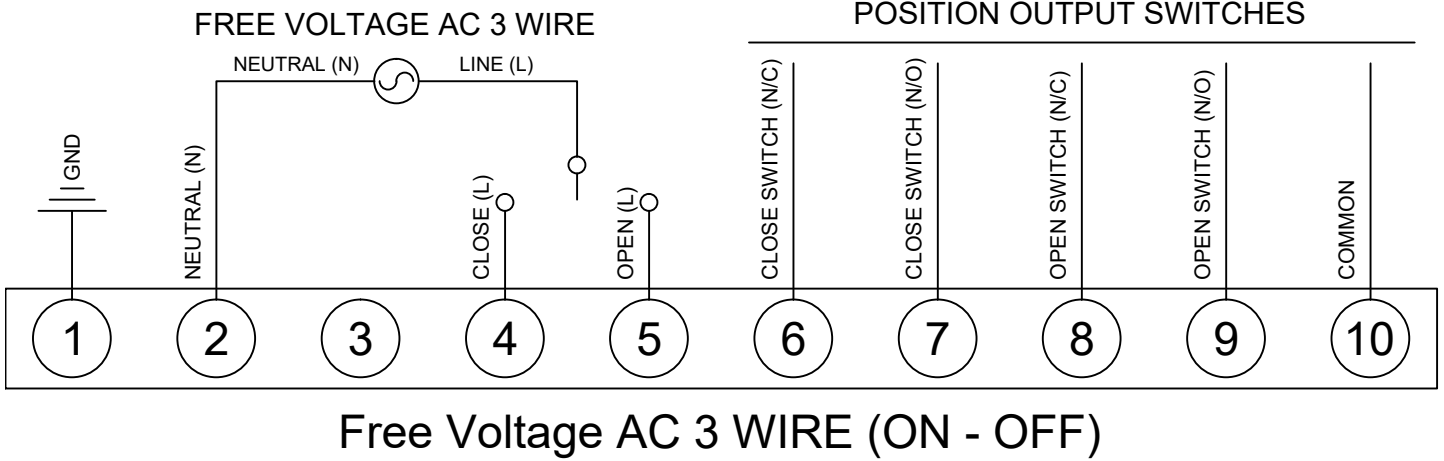 FREE VOLTAGE AC 3 WIRE
POSITION OUTPUT SWITCHES
NEUTRAL (N)
LINE (L)
GND
NEUTRAL (N)
CLOSE (L)
OPEN (L)
CLOSE SWITCH (N/C)
CLOSE SWITCH (N/O)
OPEN SWITCH (N/C)
OPEN SWITCH (N/O)
COMMON
1 2 3 4 5 6 7 8 9 10
Free Voltage AC 3 WIRE (ON - OFF)